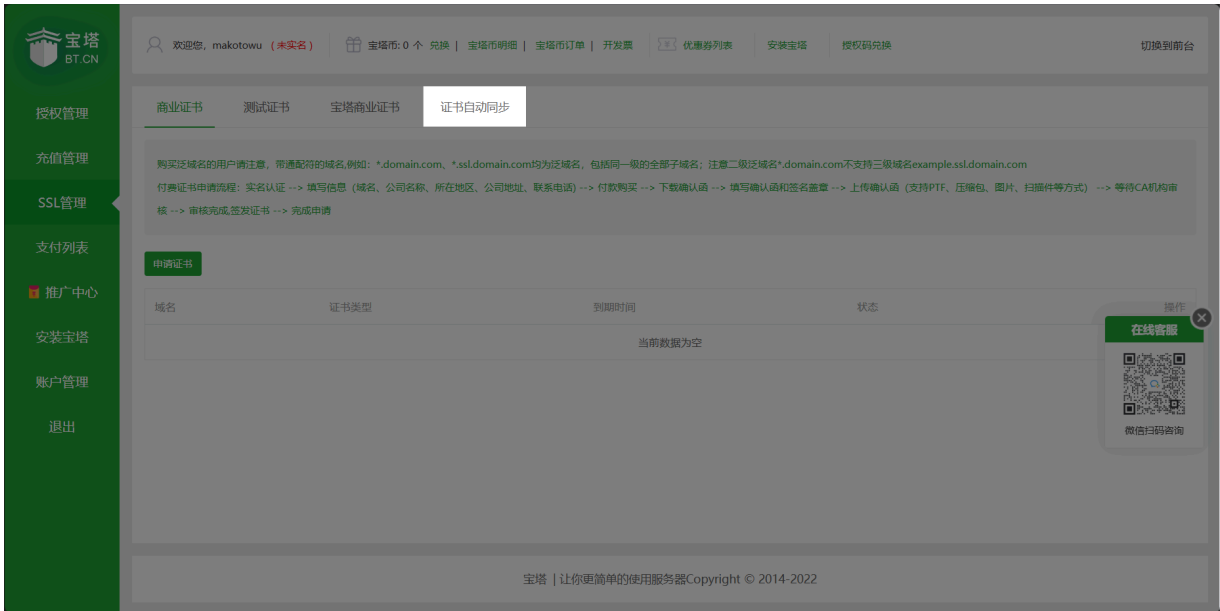 宝塔
BT.CN
授权管理
充值管理
SSL管理
支付列表
推广中心
安装宝塔
账户管理
退出
欢迎您，makotowu (未实名) 宝塔币: 0 个 兑换 | 宝塔币明细 | 宝塔币订单 | 开发票 优惠券列表 安装宝塔 授权码兑换 切换到前台
商业证书 测试证书 宝塔商业证书 证书自动同步
购买泛域名的用户请注意，带通配符的域名,例如：*.domain.com、*.ssl.domain.com均为泛域名，包括同一级的全部子域名；注意二级泛域名*.domain.com不支持三级域名example.ssl.domain.com
付费证书申请流程：实名认证 --> 填写信息（域名、公司名称、所在地区、公司地址、联系电话) --> 付款购买 --> 下载确认函 --> 填写确认函和签名盖章 --> 上传确认函（支持PTF、压缩包、图片、扫描件等方式） --> 等待CA机构审
核 --> 审核完成,签发证书 --> 完成申请
申请证书
域名 证书类型 到期时间 状态 操作
当前数据为空
在线客服
微信扫码咨询
宝塔 | 让你更简单的使用服务器Copyright © 2014-2022